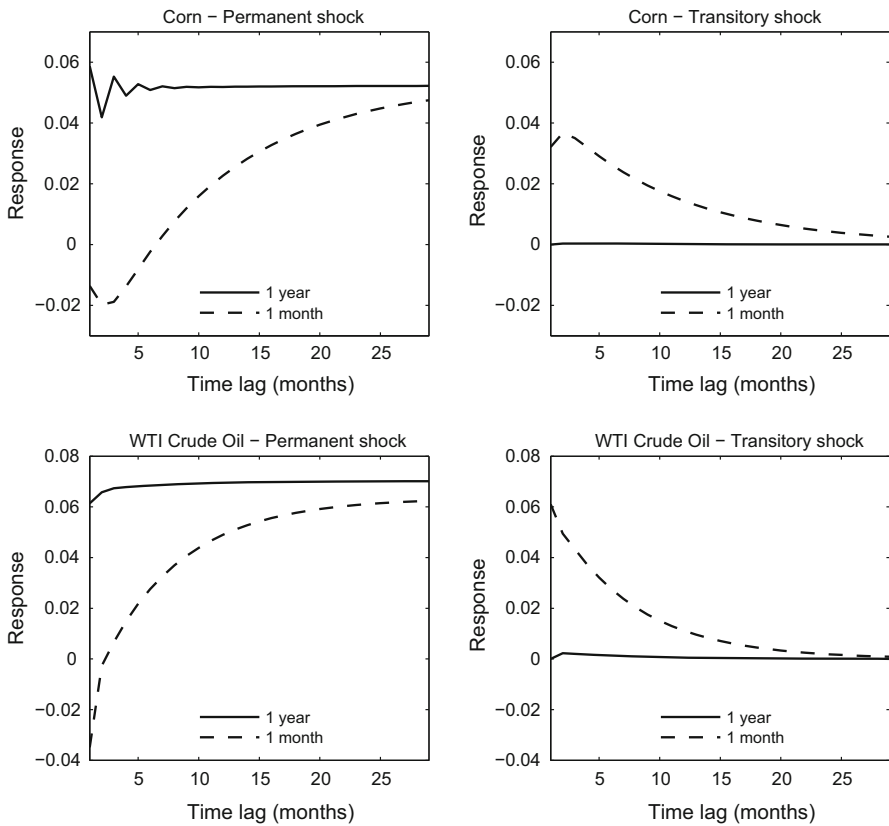 Corn − Permanent shock
0.06
0.04
0.02
0
−0.02
Response
1 year
1 month
5 10 15 20 25
Time lag (months)
Corn − Transitory shock
0.06
0.04
0.02
0
−0.02
Response
1 year
1 month
5 10 15 20 25
Time lag (months)
WTI Crude Oil − Permanent shock
0.08
0.06
0.04
0.02
0
−0.02
−0.04
Response
1 year
1 month
5 10 15 20 25
Time lag (months)
WTI Crude Oil − Transitory shock
0.08
0.06
0.04
0.02
0
−0.02
−0.04
Response
1 year
1 month
5 10 15 20 25
Time lag (months)